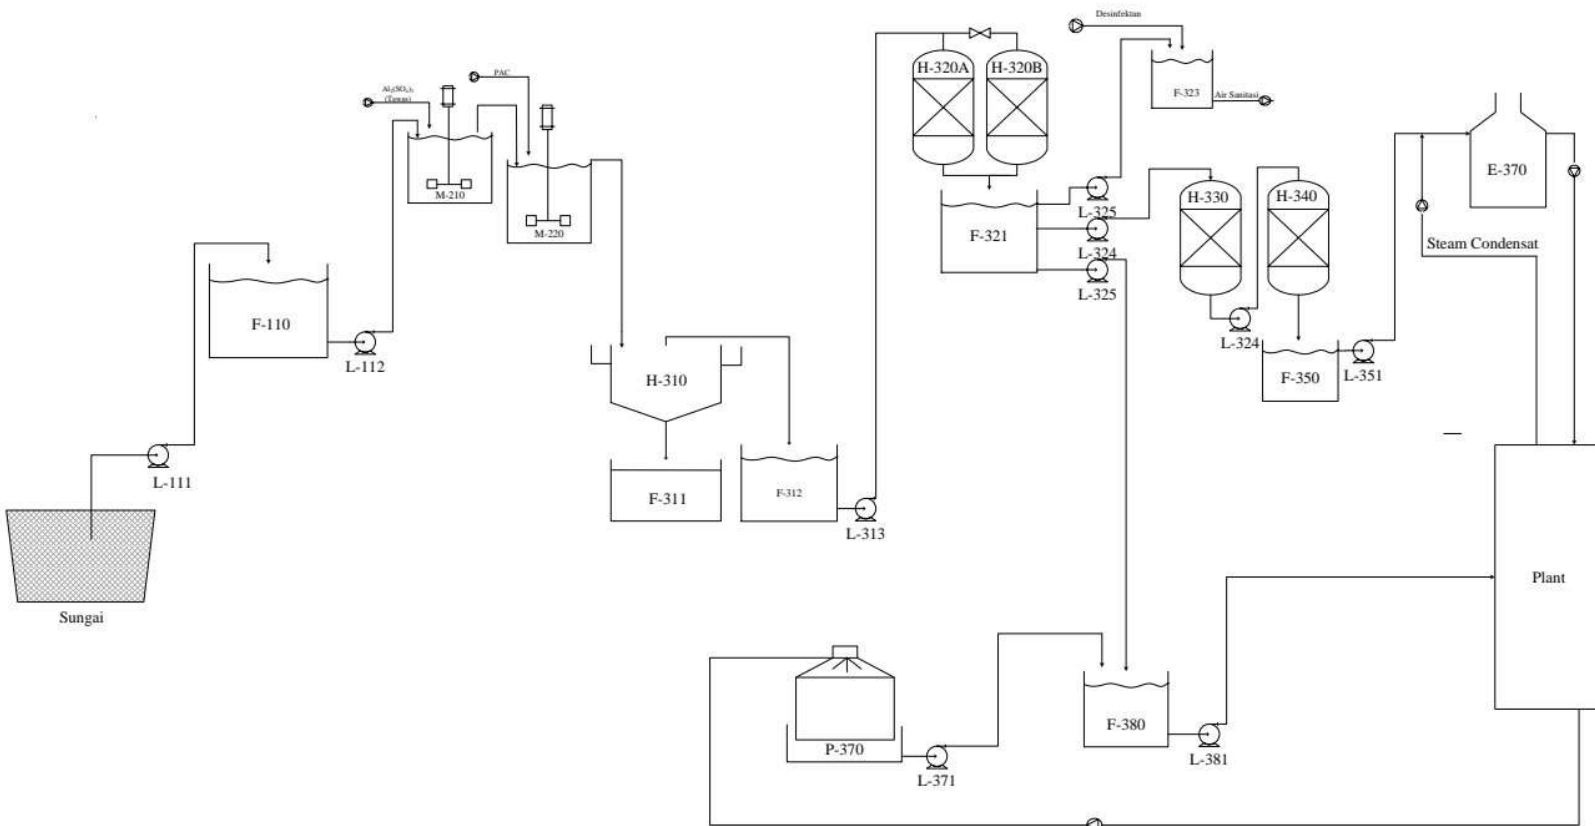 Desinfektan
H-320A
H-320B
F-323
Air Sanitasi
PAC
Al₂(SO₄)₃
(Tawas)
M-210
M-220
E-370
L-325
H-330
H-340
F-321
L-324
Steam Condensat
L-325
F-110
L-112
L-324
F-350
L-351
H-310
L-111
F-311
F-312
L-313
Plant
Sungai
F-380
P-370
L-371
L-381